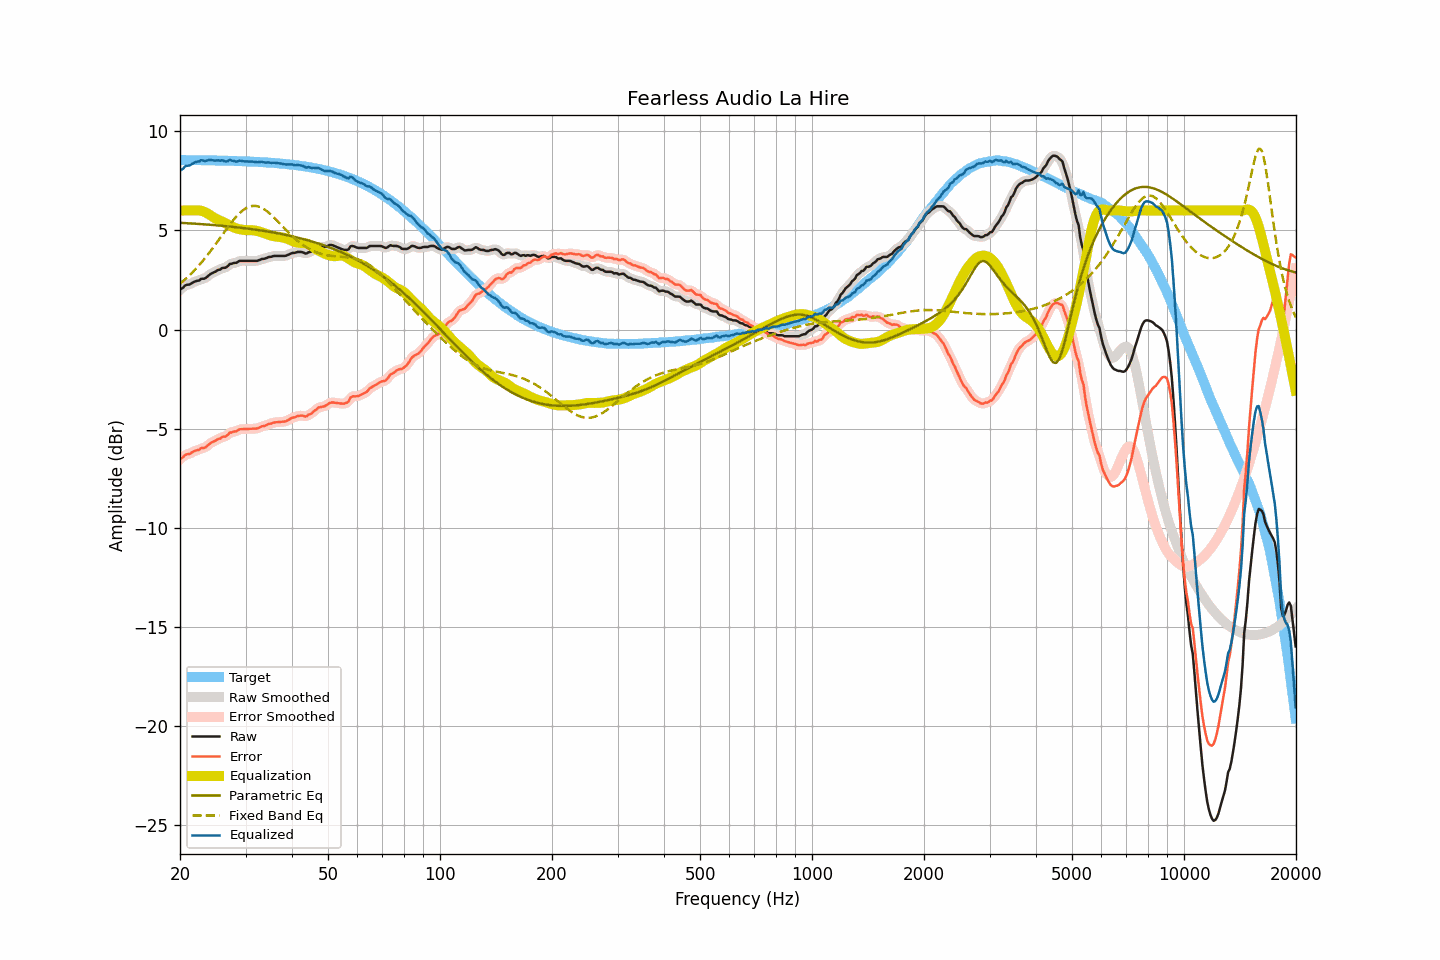 Fearless Audio La Hire
Amplitude (dBr)
10
5
0
−5
−10
−15
−20
−25
Target
Raw Smoothed
Error Smoothed
Raw
Error
Equalization
Parametric Eq
Fixed Band Eq
Equalized
20 50 100 200 500 1000 2000 5000 10000 20000
Frequency (Hz)